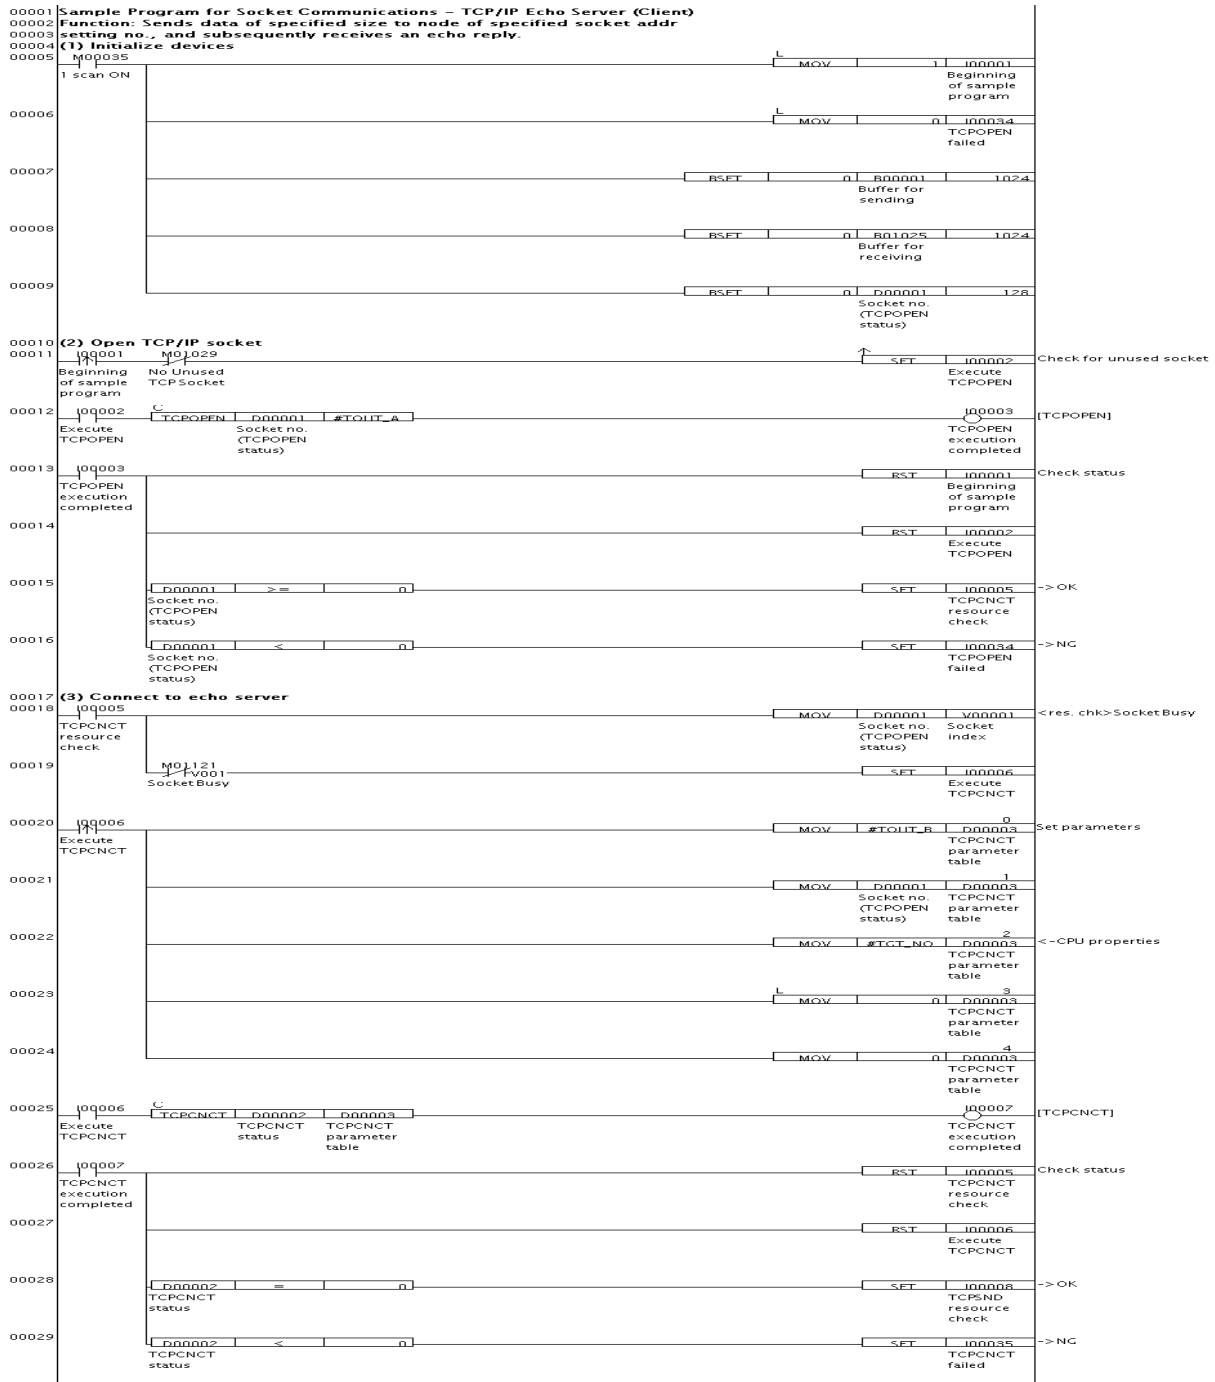 00001 Sample Program for Socket Communications - TCP/IP Echo Server (Client)
00002 Function: Sends data of specified size to node of specified socket addr
00003 setting no., and subsequently receives an echo reply.
00004 (1) Initialize devices
00005 M00035 L MOV 1 I00001
1 scan ON Beginning
of sample
program
00006 L MOV 0 I00034
TCPOPEN
failed
00007 BSET 0 B00001 1024
Buffer for
sending
00008 BSET 0 B01025 1024
Buffer for
receiving
00009 BSET 0 D00001 128
Socket no.
(TCPOPEN
status)
00010 (2) Open TCP/IP socket
00011 I00001 M01029 SET I00002 Check for unused socket
Beginning No Unused Execute
of sample TCP Socket TCPOPEN
program
00012 I00002 C TCPOPEN D00001 #TOUT_A I00003 [TCPOPEN]
Execute Socket no. TCPOPEN
TCPOPEN (TCPOPEN execution
status) completed
00013 I00003 RST I00001 Check status
TCPOPEN Beginning
execution of sample
completed program
00014 RST I00002
Execute
TCPOPEN
00015 D00001 >= 0 SET I00005 ->OK
Socket no. TCPCNCT
(TCPOPEN resource
status) check
00016 D00001 < 0 SET I00034 ->NG
Socket no. TCPOPEN
(TCPOPEN failed
status)
00017 (3) Connect to echo server
00018 I00005 MOV D00001 V00001 <res. chk>Socket Busy
TCPCNCT Socket no. Socket
resource (TCPOPEN index
check status)
00019 M01121 V001 SET I00006
Socket Busy Execute
TCPCNCT
00020 I00006 MOV #TOUT_B 0 D00003 Set parameters
Execute TCPCNCT
TCPCNCT parameter
table
00021 MOV D00001 1 D00003
Socket no. TCPCNCT
(TCPOPEN parameter
status) table
00022 MOV #TGT_NO 2 D00003 <-CPU properties
TCPCNCT
parameter
table
00023 L MOV 0 3 D00003
TCPCNCT
parameter
table
00024 MOV 0 4 D00003
TCPCNCT
parameter
table
00025 I00006 C TCPCNCT D00002 D00003 I00007 [TCPCNCT]
Execute TCPCNCT TCPCNCT TCPCNCT
TCPCNCT status parameter execution
table completed
00026 I00007 RST I00005 Check status
TCPCNCT TCPCNCT
execution resource
completed check
00027 RST I00006
Execute
TCPCNCT
00028 D00002 = 0 SET I00008 ->OK
TCPCNCT TCPSND
status resource
check
00029 D00002 < 0 SET I00035 ->NG
TCPCNCT TCPCNCT
status failed